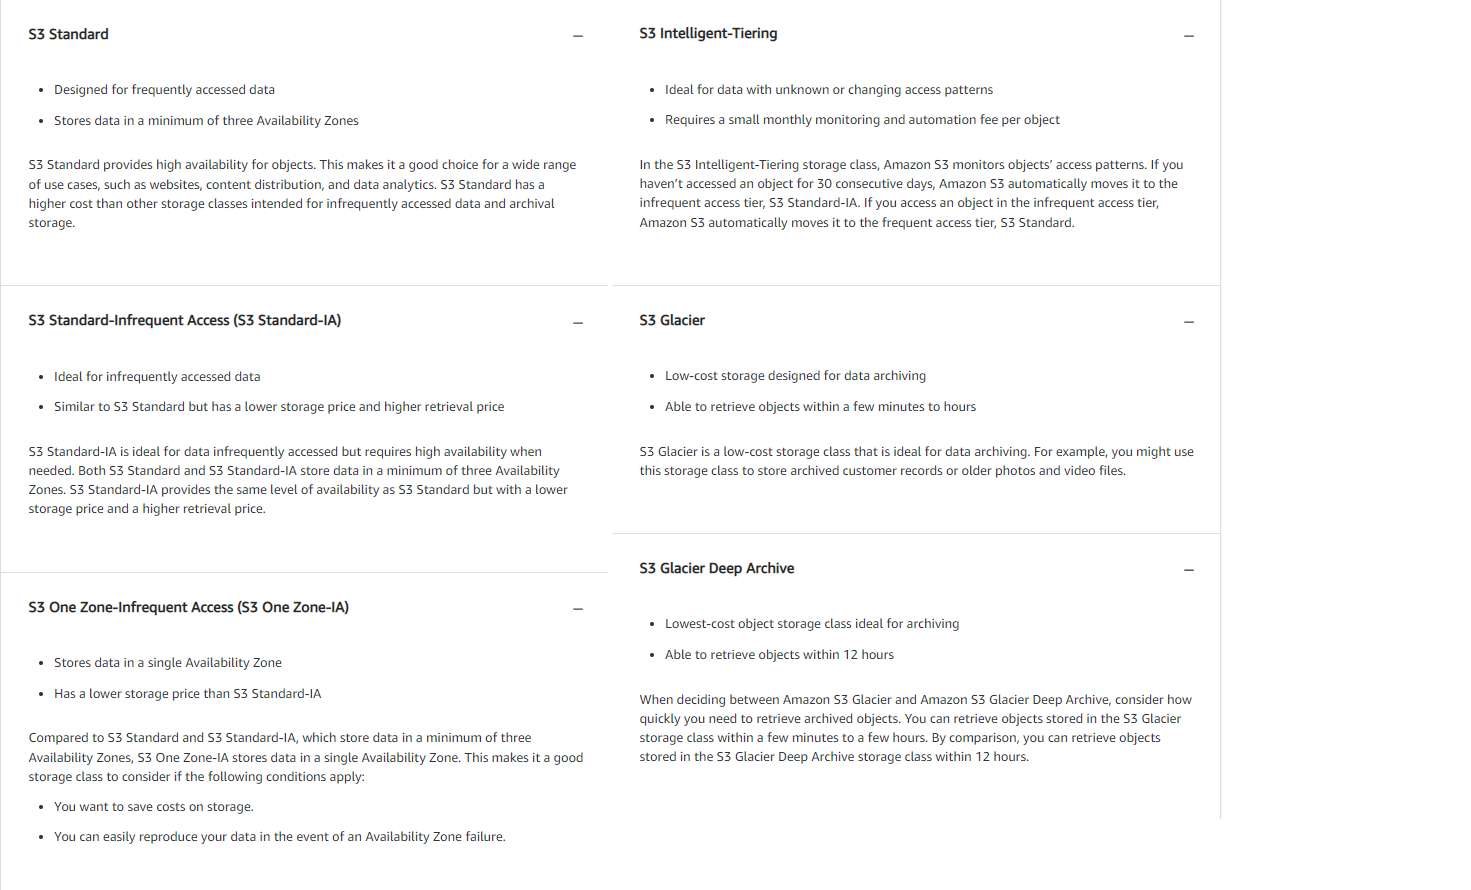 S3 Standard
Designed for frequently accessed data
Stores data in a minimum of three Availability Zones
S3 Standard provides high availability for objects. This makes it a good choice for a wide range
of use cases, such as websites, content distribution, and data analytics. S3 Standard has a
higher cost than other storage classes intended for infrequently accessed data and archival
storage.
S3 Standard-Infrequent Access (S3 Standard-IA)
Ideal for infrequently accessed data
Similar to S3 Standard but has a lower storage price and higher retrieval price
S3 Standard-IA is ideal for data infrequently accessed but requires high availability when
needed. Both S3 Standard and S3 Standard-IA store data in a minimum of three Availability
Zones. S3 Standard-IA provides the same level of availability as S3 Standard but with a lower
storage price and a higher retrieval price.
S3 One Zone-Infrequent Access (S3 One Zone-IA)
Stores data in a single Availability Zone
Has a lower storage price than S3 Standard-IA
Compared to S3 Standard and S3 Standard-IA, which store data in a minimum of three
Availability Zones, S3 One Zone-IA stores data in a single Availability Zone. This makes it a good
storage class to consider if the following conditions apply:
You want to save costs on storage.
You can easily reproduce your data in the event of an Availability Zone failure.
S3 Intelligent-Tiering
Ideal for data with unknown or changing access patterns
Requires a small monthly monitoring and automation fee per object
In the S3 Intelligent-Tiering storage class, Amazon S3 monitors objects’ access patterns. If you
haven’t accessed an object for 30 consecutive days, Amazon S3 automatically moves it to the
infrequent access tier, S3 Standard-IA. If you access an object in the infrequent access tier,
Amazon S3 automatically moves it to the frequent access tier, S3 Standard.
S3 Glacier
Low-cost storage designed for data archiving
Able to retrieve objects within a few minutes to hours
S3 Glacier is a low-cost storage class that is ideal for data archiving. For example, you might use
this storage class to store archived customer records or older photos and video files.
S3 Glacier Deep Archive
Lowest-cost object storage class ideal for archiving
Able to retrieve objects within 12 hours
When deciding between Amazon S3 Glacier and Amazon S3 Glacier Deep Archive, consider how
quickly you need to retrieve archived objects. You can retrieve objects stored in the S3 Glacier
storage class within a few minutes to a few hours. By comparison, you can retrieve objects
stored in the S3 Glacier Deep Archive storage class within 12 hours.